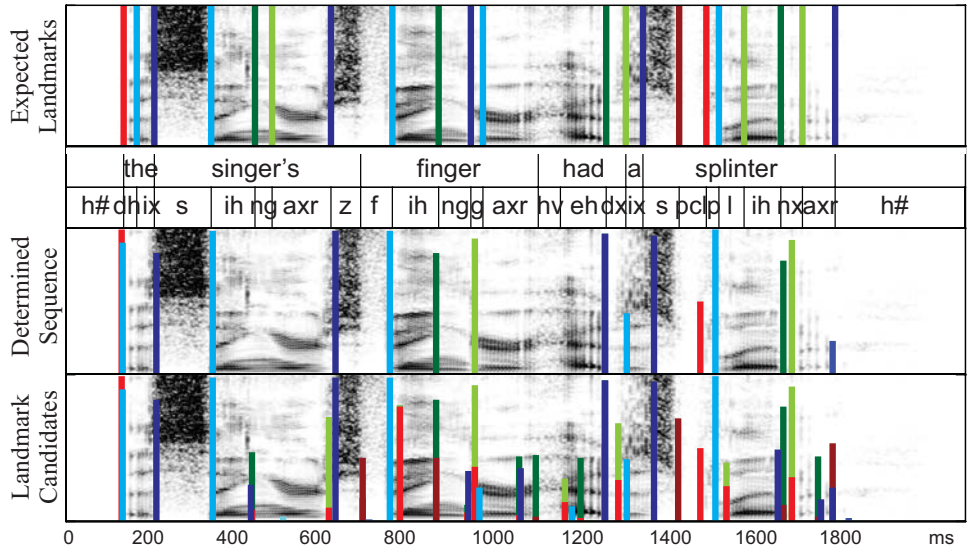 Expected
Landmarks
the singer's finger had a splinter
h# dh ix s ih ng axr z f ih ng g axr hv eh dx ix s pcl p l ih nx axr h#
Determined
Sequence
Landmark
Candidates
0 200 400 600 800 1000 1200 1400 1600 1800 ms